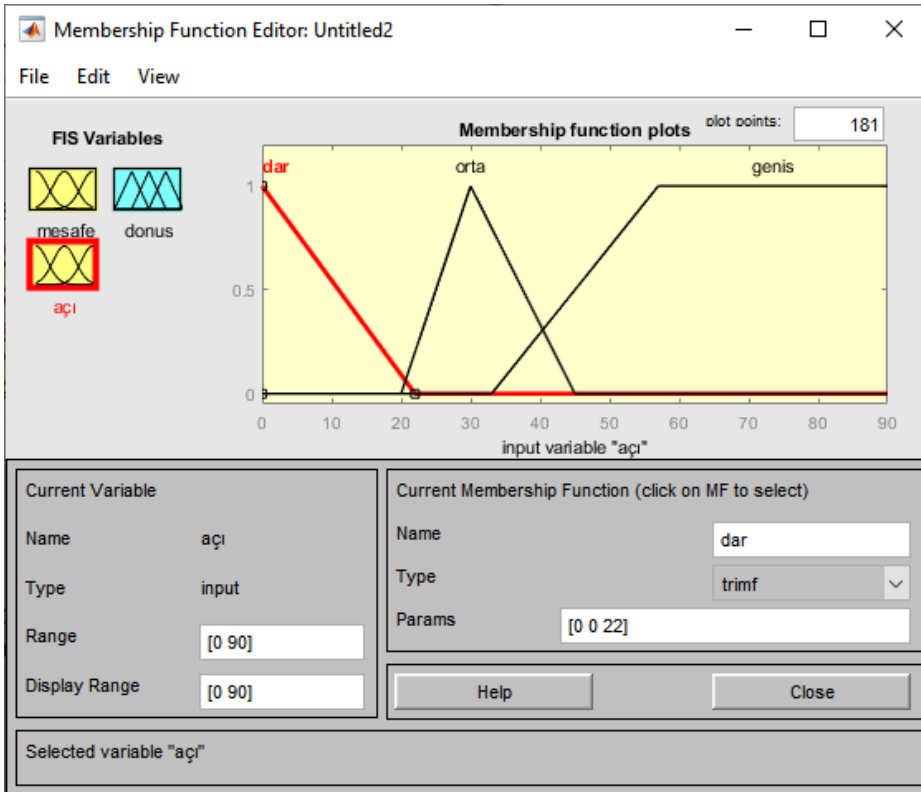 Membership Function Editor: Untitled2
File Edit View
FIS Variables
mesafe donus
açı
Membership function plots plot points: 181
dar orta genis
1
0.5
0
0 10 20 30 40 50 60 70 80 90
input variable "açı"
Current Variable
Name açı
Type input
Range [0 90]
Display Range [0 90]
Current Membership Function (click on MF to select)
Name dar
Type trimf
Params [0 0 22]
Help Close
Selected variable "açı"